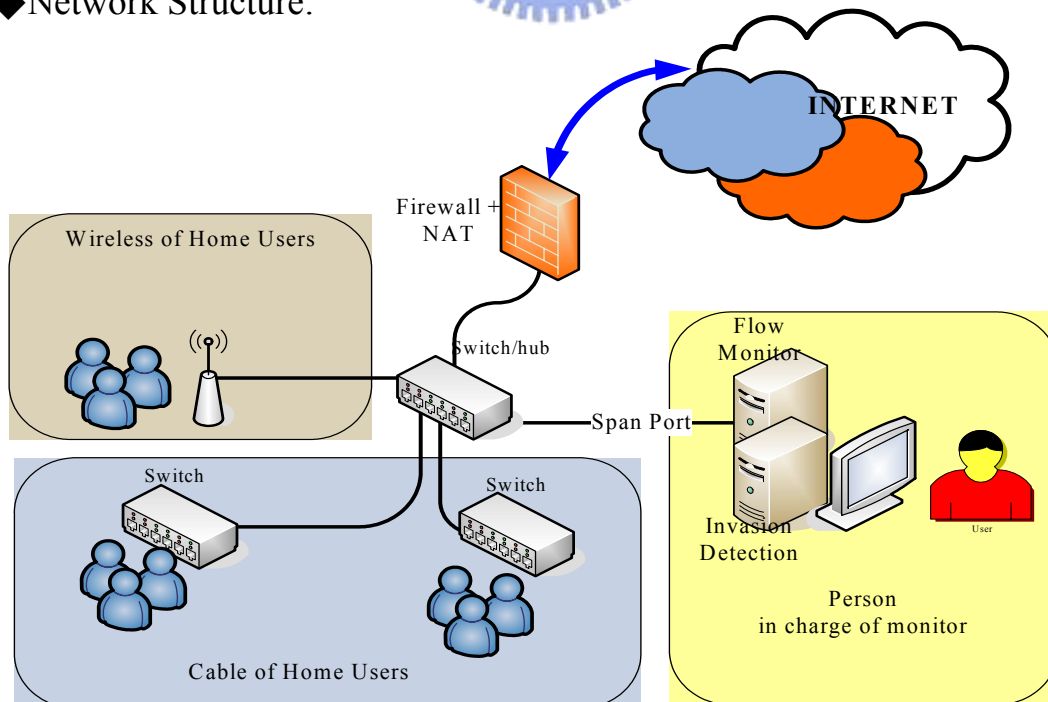 ◆Network Structure:
INTERNET
Firewall +
NAT
Wireless of Home Users
Switch/hub
Flow
Monitor
Span Port
Switch
Switch
Invasion
Detection
User
Person
in charge of monitor
Cable of Home Users